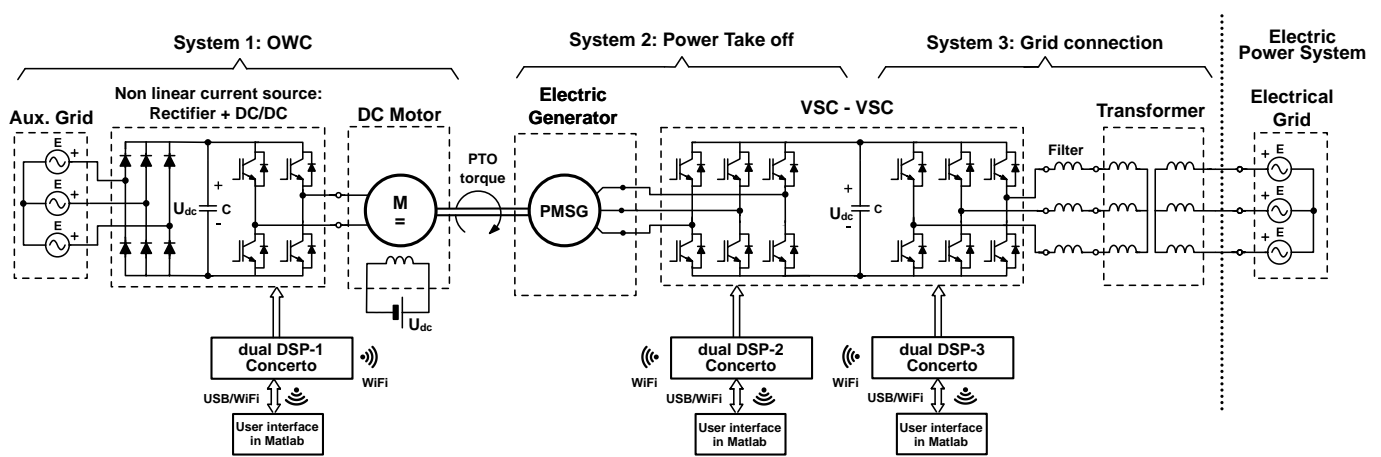 System 1: OWC
System 2: Power Take off
System 3: Grid connection
Electric
Power System
Non linear current source:
Rectifier + DC/DC
Aux. Grid
DC Motor
Electric
Generator
VSC - VSC
Transformer
Electrical
Grid
E
+
E
+
E
+
+
Udc
C
-
M
=
PTO
torque
PMSG
+
Udc
C
-
Filter
+
E
+
E
+
E
Udc
dual DSP-1
Concerto
WiFi
USB/WiFi
User interface
in Matlab
WiFi
dual DSP-2
Concerto
USB/WiFi
User interface
in Matlab
WiFi
dual DSP-3
Concerto
USB/WiFi
User interface
in Matlab